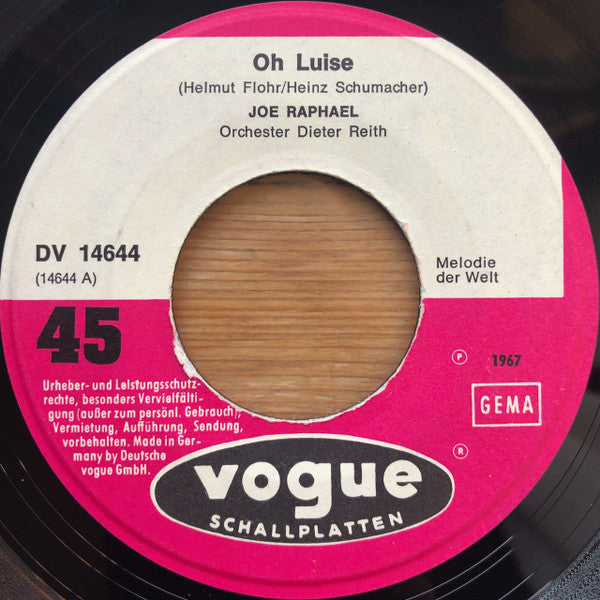 Oh Luise
(Helmut Flohr/Heinz Schumacher)
JOE RAPHAEL
Orchester Dieter Reith
DV 14644
(14644 A)
Melodie
der Welt
45
℗ 1967
GEMA
Urheber- und Leistungsschutz-
rechte, besonders Vervielfälti-
gung (außer zum persönl. Gebrauch),
Vermietung, Aufführung, Sendung,
vorbehalten. Made in Ger-
many by Deutsche
vogue GmbH.
®
vogue
SCHALLPLATTEN